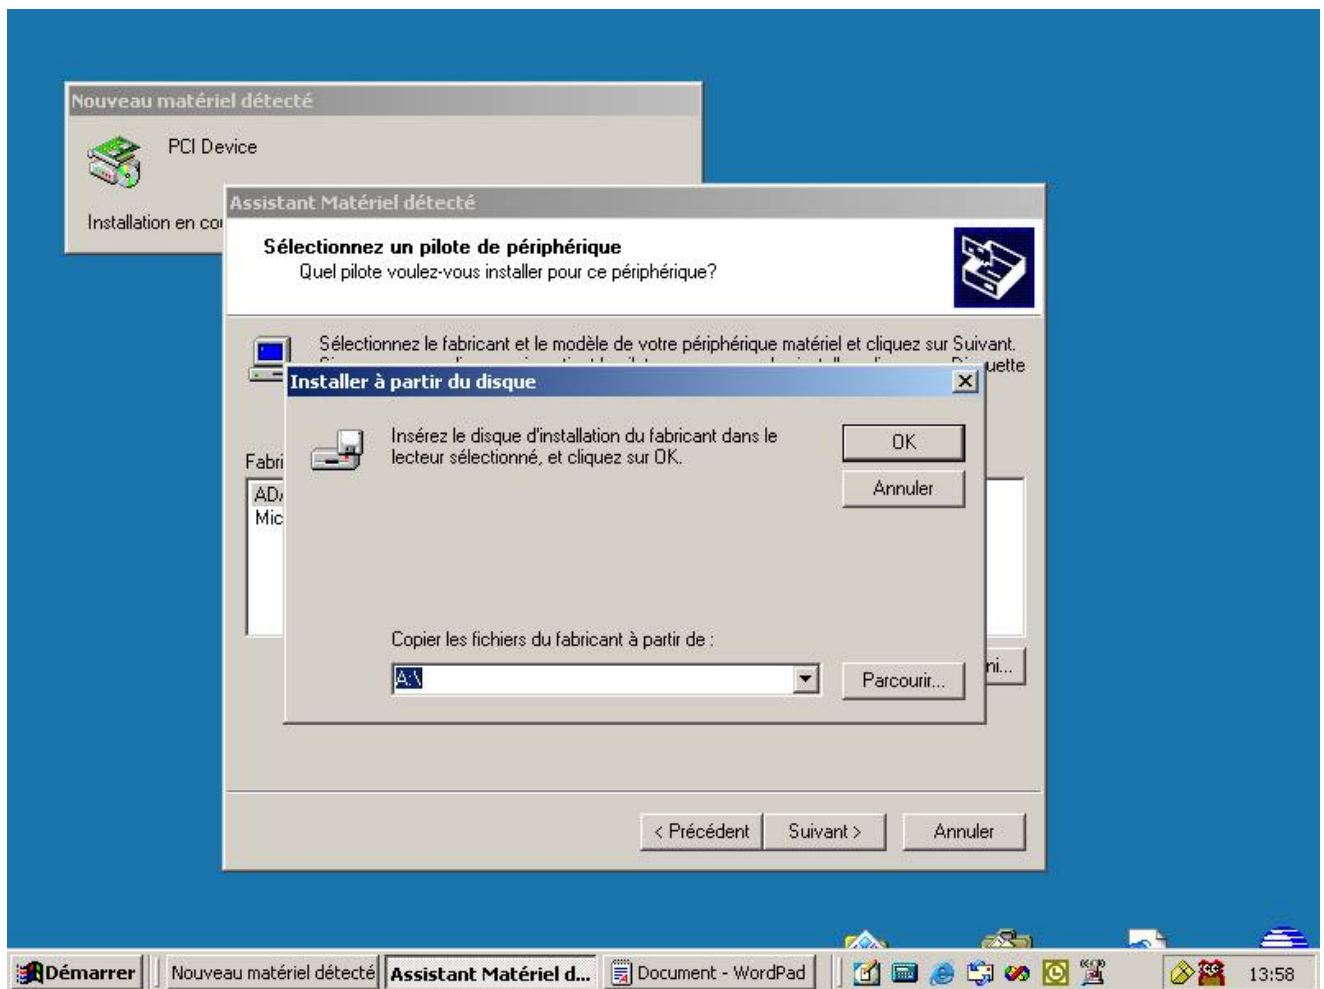 Nouveau matériel détecté
PCI Device
Installation en cou
Assistant Matériel détecté
Sélectionnez un pilote de périphérique
Quel pilote voulez-vous installer pour ce périphérique?
Sélectionnez le fabricant et le modèle de votre périphérique matériel et cliquez sur Suivant.
uette
Installer à partir du disque
Insérez le disque d'installation du fabricant dans le
lecteur sélectionné, et cliquez sur OK.
OK
Annuler
Fabri
ADA
Mic
Copier les fichiers du fabricant à partir de :
A:\
Parcourir...
ni...
< Précédent
Suivant >
Annuler
Démarrer
Nouveau matériel détecté
Assistant Matériel d...
Document - WordPad
13:58